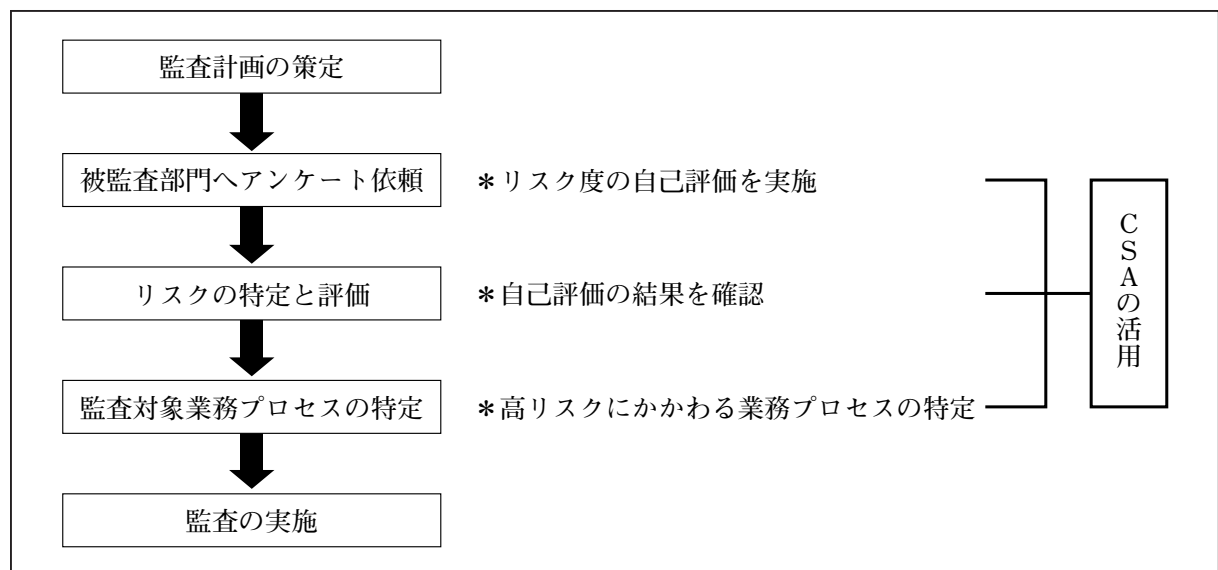 監査計画の策定
被監査部門へアンケート依頼
＊リスク度の自己評価を実施
リスクの特定と評価
＊自己評価の結果を確認
監査対象業務プロセスの特定
＊高リスクにかかわる業務プロセスの特定
監査の実施
CSAの活用